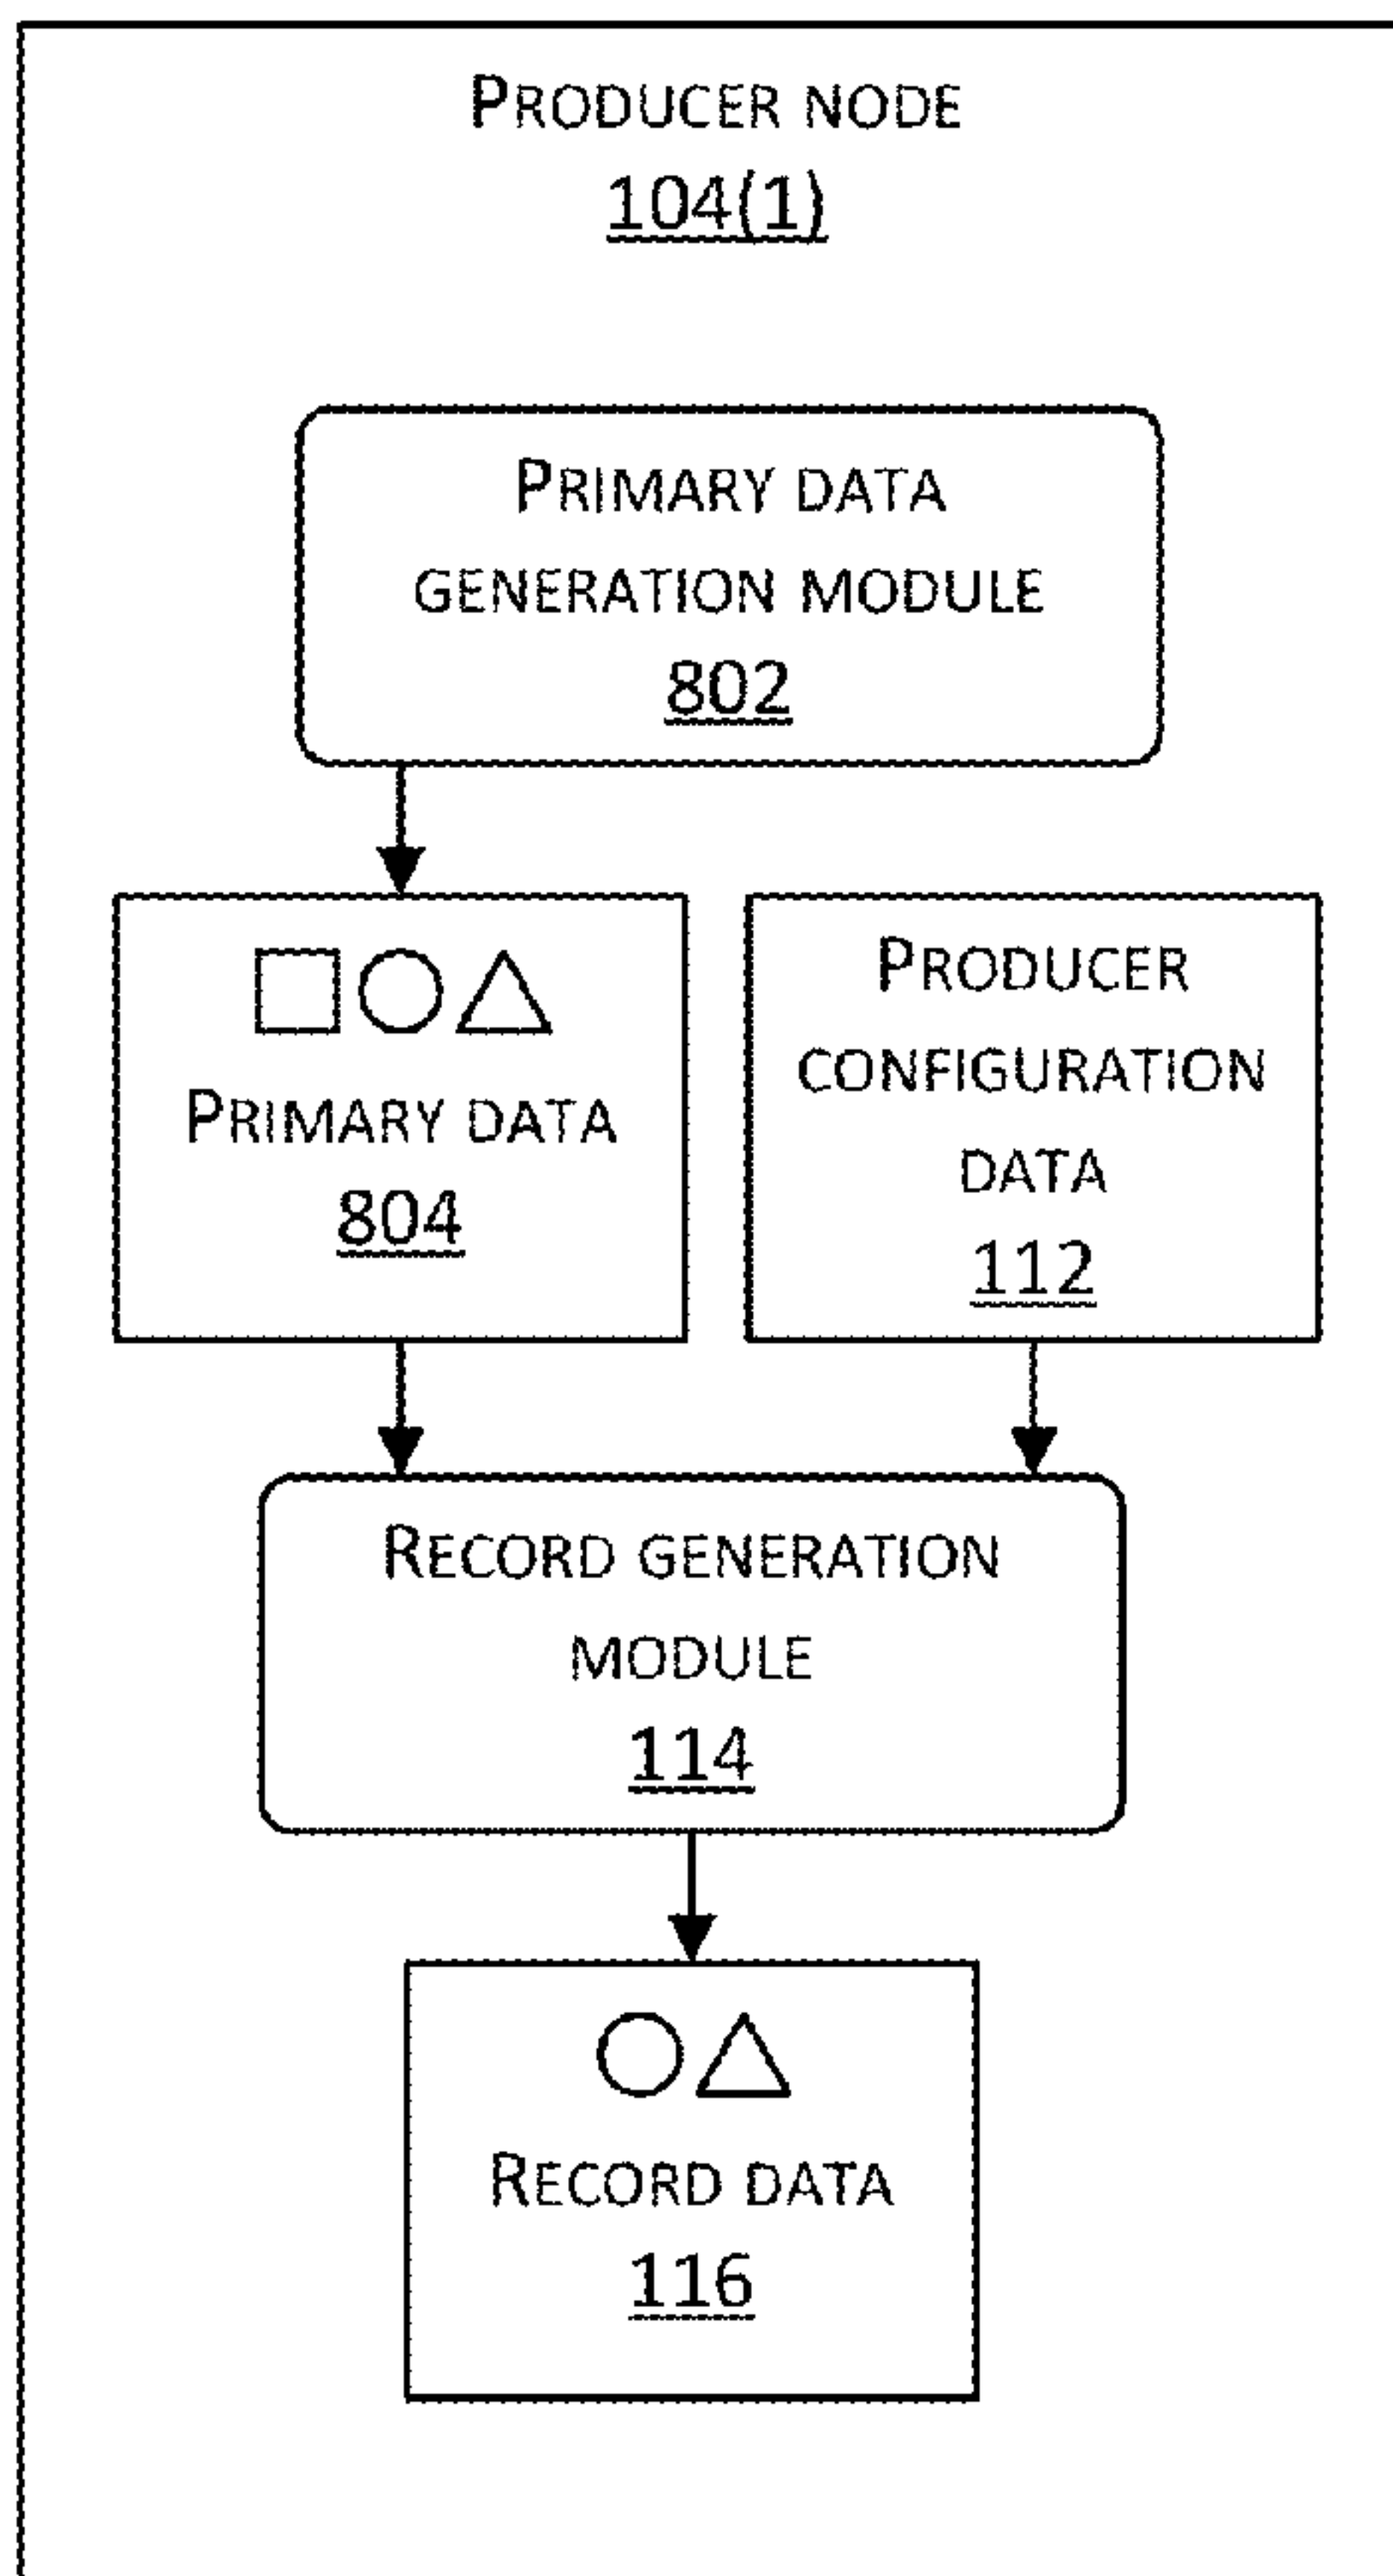 PRODUCER NODE
104(1)
PRIMARY DATA
GENERATION MODULE
802
PRIMARY DATA
804
PRODUCER
CONFIGURATION
DATA
112
RECORD GENERATION
MODULE
114
RECORD DATA
116